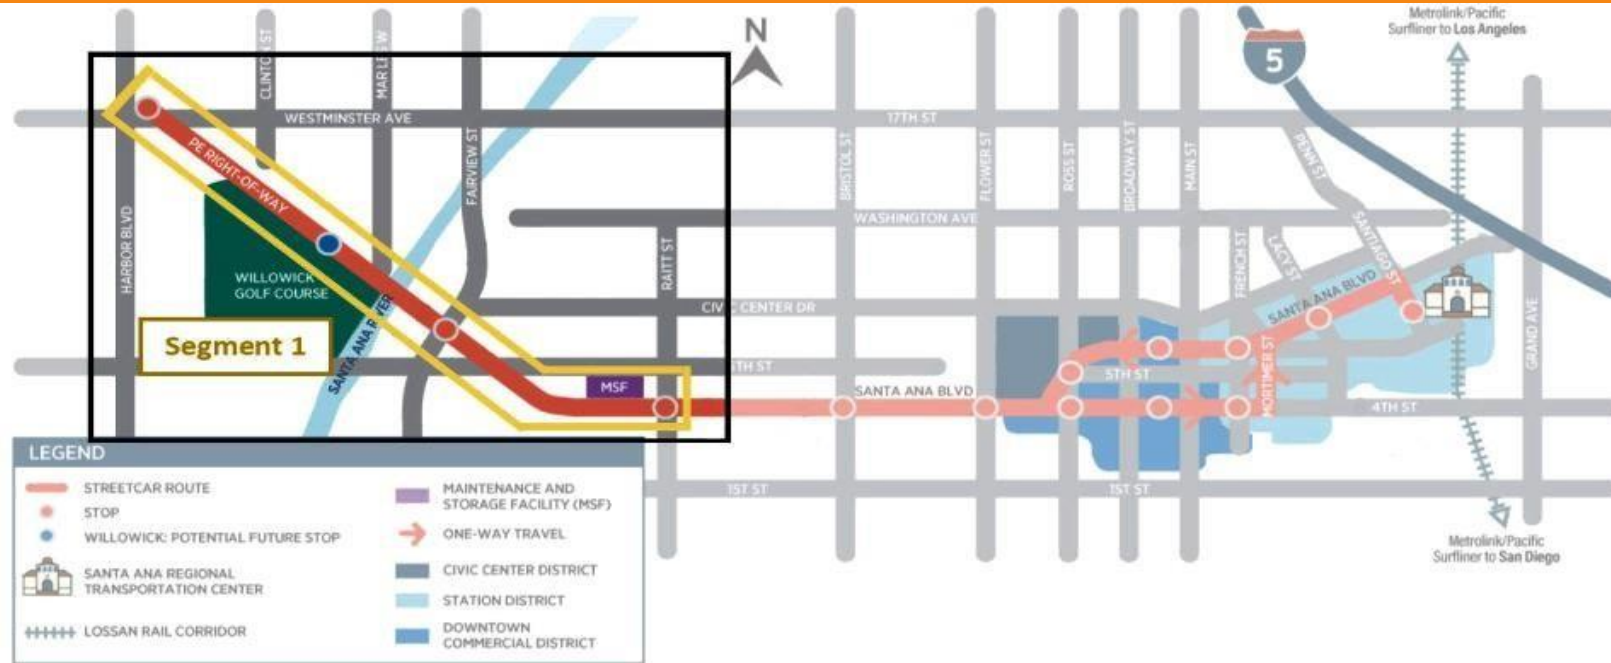 Metrolink/Pacific
Surfliner to Los Angeles
N
5
CLINTON ST
WESTMINSTER AVE
17TH ST
PE RIGHT-OF-WAY
FAIRVIEW ST
HARBOR BLVD
BRISTOL ST
FLOWER ST
ROSS ST
BROADWAY ST
MAIN ST
PENN ST
WASHINGTON AVE
SANTIAGO ST
RAITT ST
FRENCH ST
LACY ST
WILLOWICK
GOLF COURSE
SANTA ANA RIVER
CIVIC CENTER DR
SANTA ANA BLVD
GRAND AVE
Segment 1
5TH ST
MORTIMER ST
MSF
SANTA ANA BLVD
4TH ST
1ST ST
1ST ST
LEGEND
STREETCAR ROUTE
STOP
WILLOWICK: POTENTIAL FUTURE STOP
SANTA ANA REGIONAL
TRANSPORTATION CENTER
LOSSAN RAIL CORRIDOR
MAINTENANCE AND
STORAGE FACILITY (MSF)
ONE-WAY TRAVEL
CIVIC CENTER DISTRICT
STATION DISTRICT
DOWNTOWN
COMMERCIAL DISTRICT
Metrolink/Pacific
Surfliner to San Diego